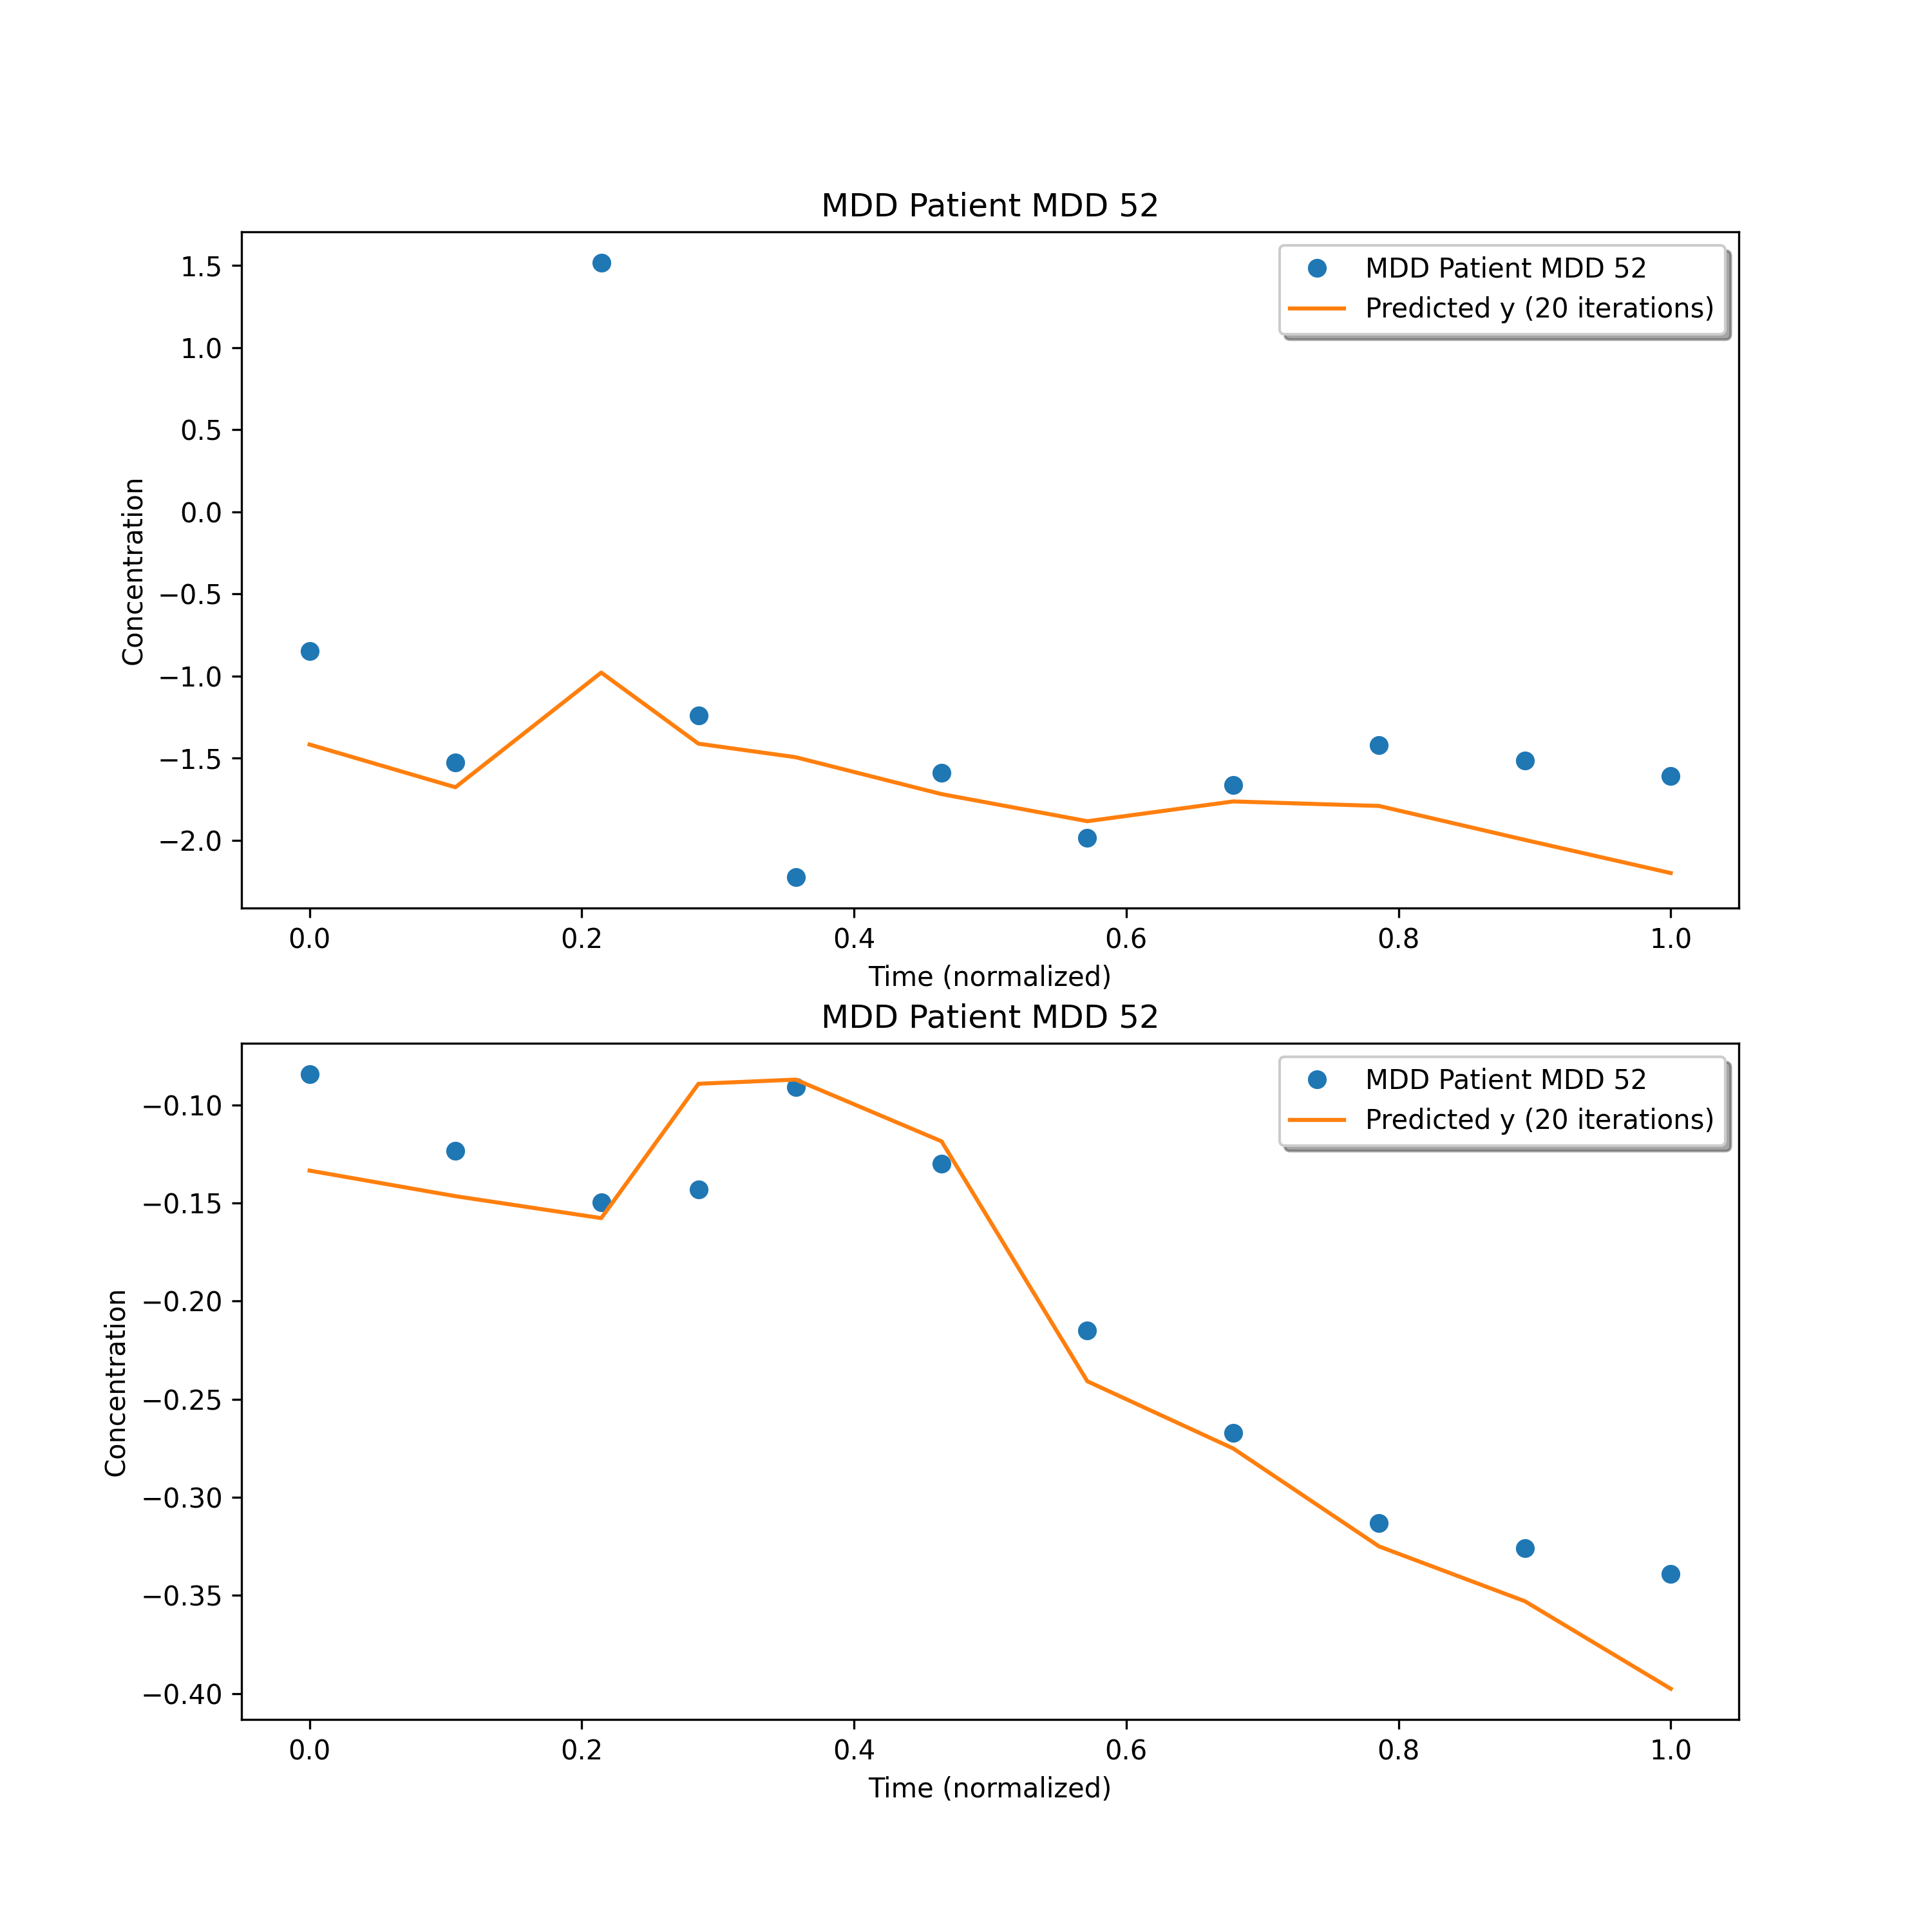 MDD Patient MDD 52
MDD Patient MDD 52
Predicted y (20 iterations)
1.5
1.0
0.5
0.0
−0.5
−1.0
−1.5
−2.0
Concentration
0.0 0.2 0.4 0.6 0.8 1.0
Time (normalized)
MDD Patient MDD 52
MDD Patient MDD 52
Predicted y (20 iterations)
−0.10
−0.15
−0.20
−0.25
−0.30
−0.35
−0.40
Concentration
0.0 0.2 0.4 0.6 0.8 1.0
Time (normalized)